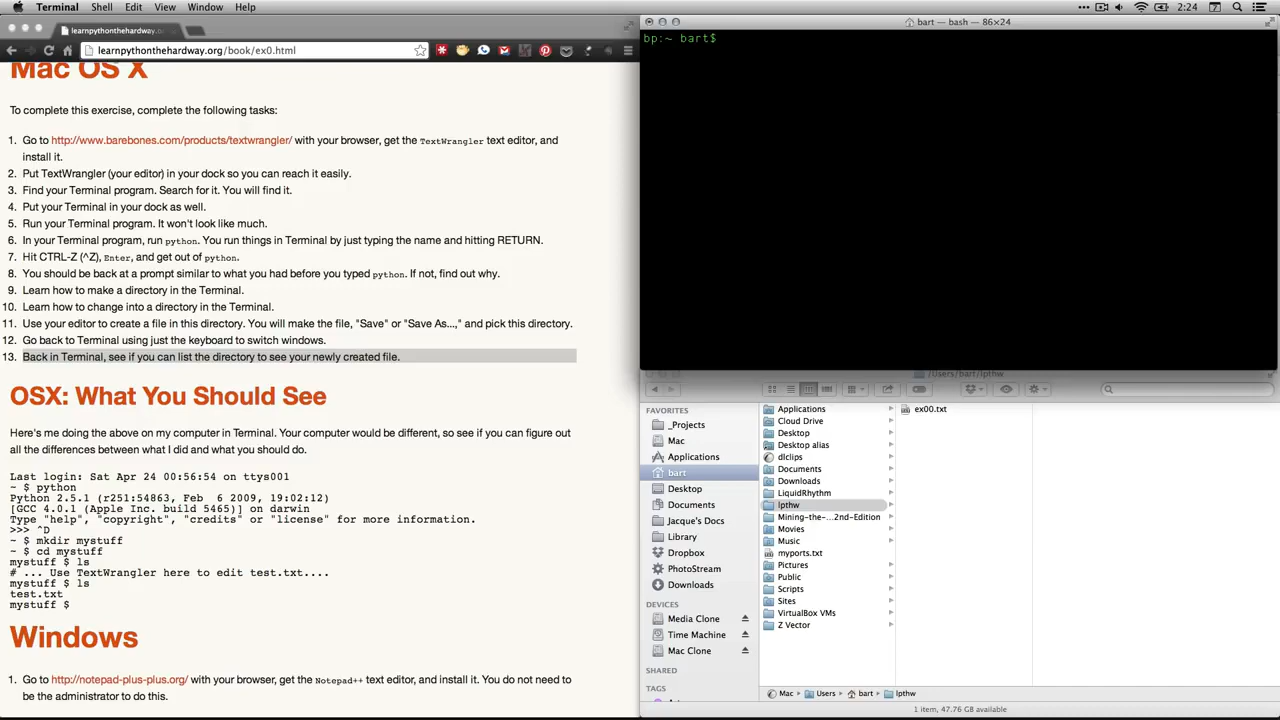 Terminal Shell Edit View Window Help
2:24
learnpythonthehardway.org/
learnpythonthehardway.org/book/ex0.html
Mac OS X
To complete this exercise, complete the following tasks:
1. Go to http://www.barebones.com/products/textwrangler/ with your browser, get the TextWrangler text editor, and
install it.
2. Put TextWrangler (your editor) in your dock so you can reach it easily.
3. Find your Terminal program. Search for it. You will find it.
4. Put your Terminal in your dock as well.
5. Run your Terminal program. It won't look like much.
6. In your Terminal program, run python. You run things in Terminal by just typing the name and hitting RETURN.
7. Hit CTRL-Z (^Z), Enter, and get out of python.
8. You should be back at a prompt similar to what you had before you typed python. If not, find out why.
9. Learn how to make a directory in the Terminal.
10. Learn how to change into a directory in the Terminal.
11. Use your editor to create a file in this directory. You will make the file, "Save" or "Save As...," and pick this directory.
12. Go back to Terminal using just the keyboard to switch windows.
13. Back in Terminal, see if you can list the directory to see your newly created file.
OSX: What You Should See
Here's me doing the above on my computer in Terminal. Your computer would be different, so see if you can figure out
all the differences between what I did and what you should do.
Last login: Sat Apr 24 00:56:54 on ttys001
~ $ python
Python 2.5.1 (r251:54863, Feb  6 2009, 19:02:12)
[GCC 4.0.1 (Apple Inc. build 5465)] on darwin
Type "help", "copyright", "credits" or "license" for more information.
>>> ^D
~ $ mkdir mystuff
~ $ cd mystuff
mystuff $ ls
# ... Use TextWrangler here to edit test.txt....
mystuff $ ls
test.txt
mystuff $
Windows
1. Go to http://notepad-plus-plus.org/ with your browser, get the Notepad++ text editor, and install it. You do not need to
be the administrator to do this.
bart — bash — 86×24
bp:~ bart$
/Users/bart/lpthw
FAVORITES
_Projects
Mac
Applications
bart
Desktop
Documents
Jacque's Docs
Library
Dropbox
PhotoStream
Downloads
DEVICES
Media Clone
Time Machine
Mac Clone
SHARED
TAGS
Applications
Cloud Drive
Desktop
Desktop alias
dlclips
Documents
Downloads
LiquidRhythm
lpthw
Mining-the-...2nd-Edition
Movies
Music
myports.txt
Pictures
Public
Scripts
Sites
VirtualBox VMs
Z Vector
ex00.txt
Mac Users bart lpthw
1 item, 47.76 GB available